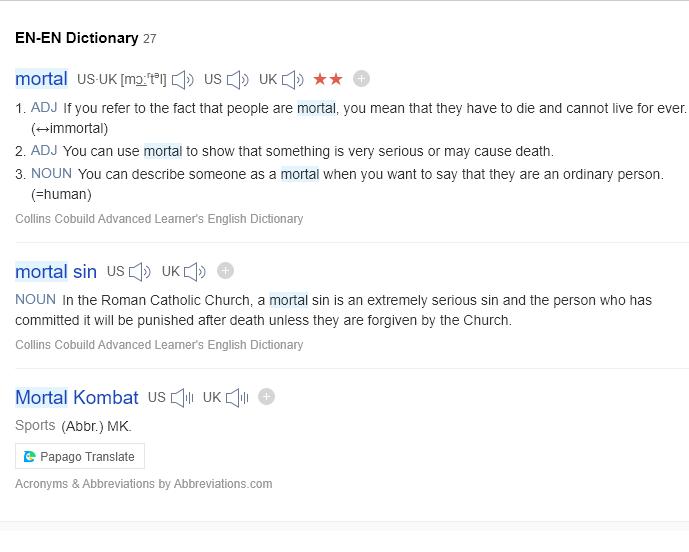 EN-EN Dictionary 27
mortal US·UK [mɔːʳtᵊl] US UK ★★
1. ADJ If you refer to the fact that people are mortal, you mean that they have to die and cannot live for ever.
(↔immortal)
2. ADJ You can use mortal to show that something is very serious or may cause death.
3. NOUN You can describe someone as a mortal when you want to say that they are an ordinary person.
(=human)
Collins Cobuild Advanced Learner's English Dictionary
mortal sin US UK
NOUN In the Roman Catholic Church, a mortal sin is an extremely serious sin and the person who has
committed it will be punished after death unless they are forgiven by the Church.
Collins Cobuild Advanced Learner's English Dictionary
Mortal Kombat US UK
Sports (Abbr.) MK.
Papago Translate
Acronyms & Abbreviations by Abbreviations.com